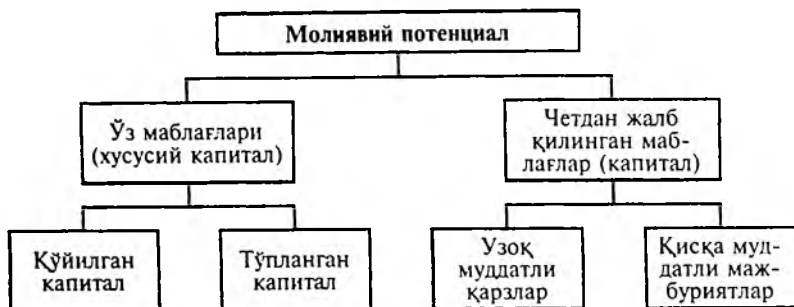 Молиявий потенциал
Ўз маблағлари
(хусусий капитал)
Четдан жалб
қилинган маб-
лағлар (капитал)
Қўйилган
капитал
Тўпланган
капитал
Узоқ
муддатли
қарзлар
Қисқа муд-
датли маж-
буриятлар